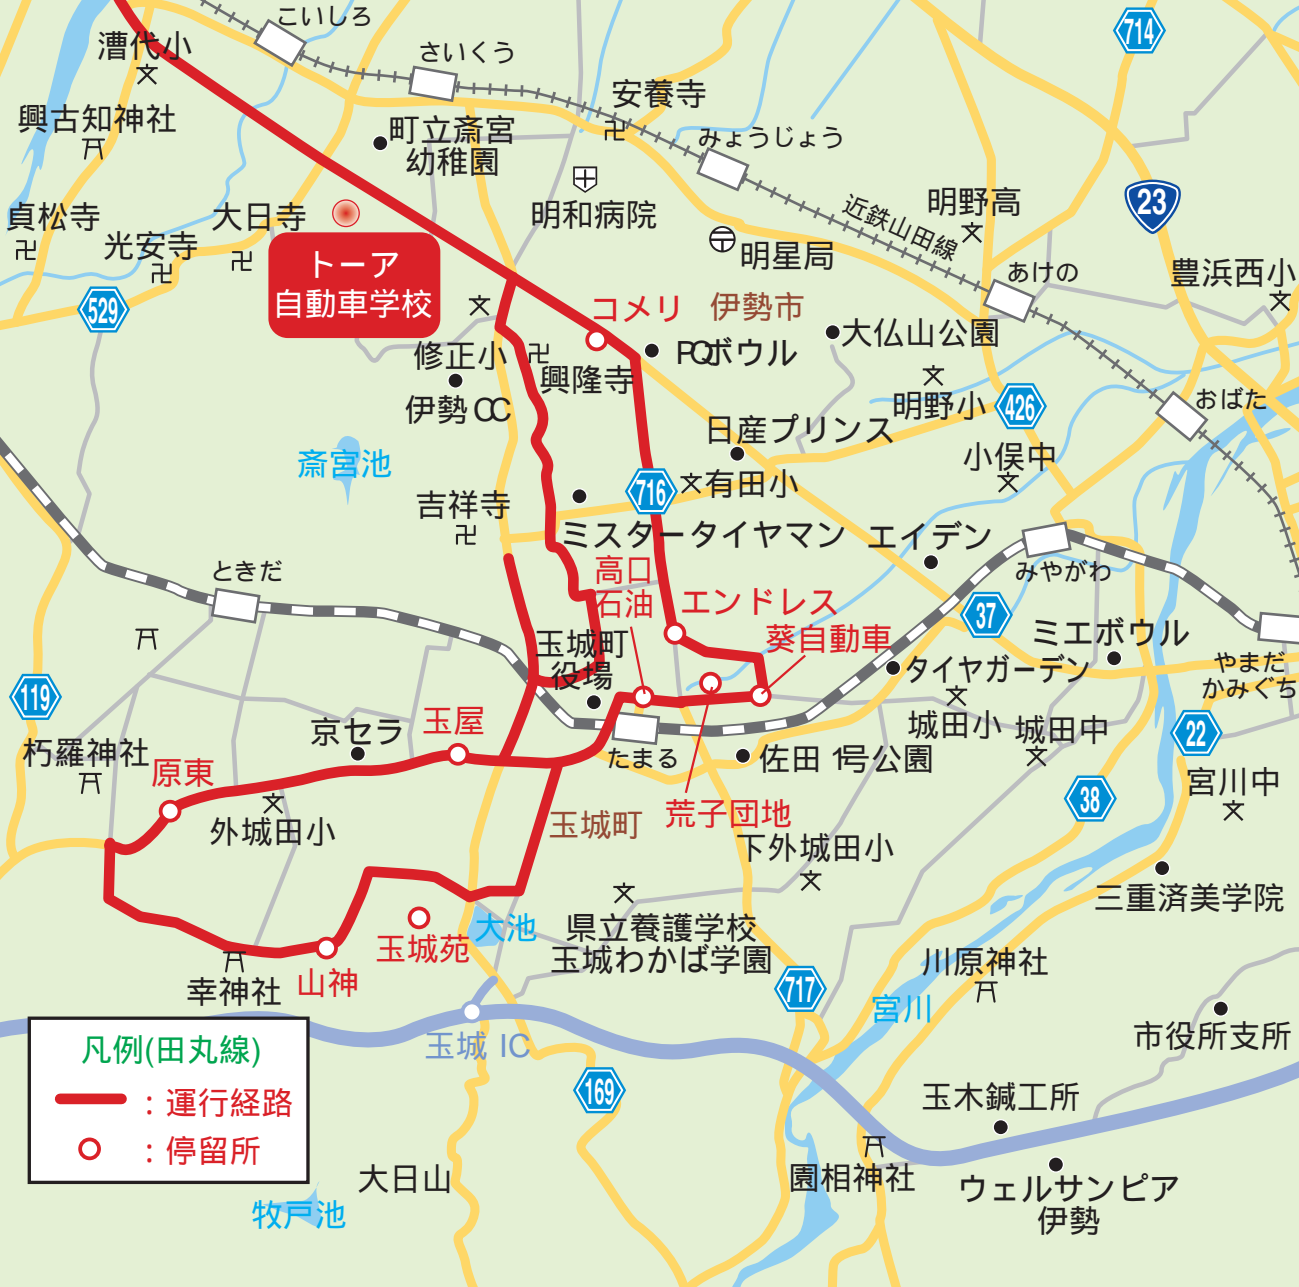 こいしろ
714
漕代小
さいくう
安養寺
興古知神社
町立斎宮
幼稚園
みょうじょう
明和病院
近鉄山田線
明野高
23
貞松寺
大日寺
光安寺
明星局
あけの
豊浜西小
トーア
自動車学校
529
コメリ
伊勢市
大仏山公園
修正小
PQボウル
興隆寺
伊勢CC
明野小
426
おばた
日産プリンス
小俣中
斎宮池
716
有田小
吉祥寺
ミスタータイヤマン
エイデン
ときだ
高口
石油
みやがわ
エンドレス
37
葵自動車
ミエボウル
玉城町
役場
タイヤガーデン
やまだ
かみぐち
119
玉屋
城田小
城田中
22
京セラ
朽羅神社
たまる
佐田1号公園
原東
宮川中
38
外城田小
玉城町
荒子団地
下外城田小
三重済美学院
大池
県立養護学校
玉城わかば学園
玉城苑
川原神社
幸神社
山神
717
宮川
市役所支所
凡例(田丸線)
玉城 IC
：運行経路
169
玉木鍼工所
：停留所
大日山
園相神社
ウェルサンピア
伊勢
牧戸池